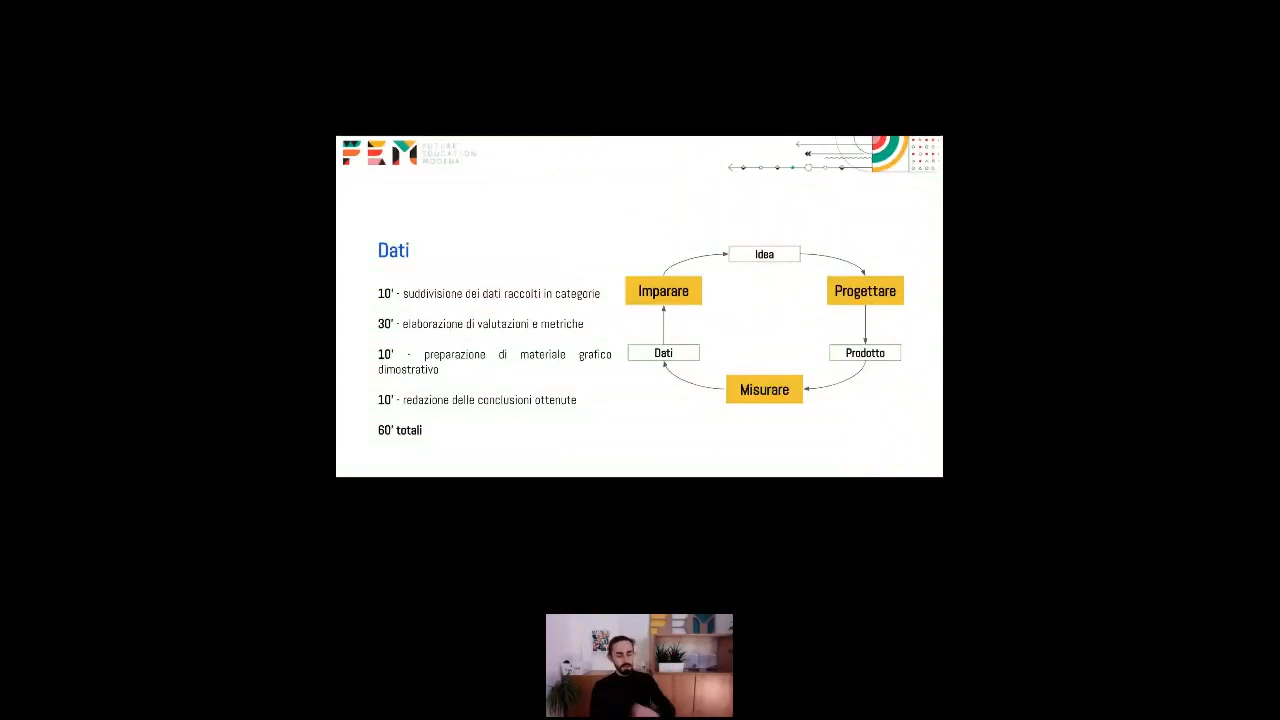 FEM FUTURE
EDUCATION
MODENA
Dati
10' - suddivisione dei dati raccolti in categorie
30' - elaborazione di valutazioni e metriche
10' - preparazione di materiale grafico
dimostrativo
10' - redazione delle conclusioni ottenute
60' totali
Idea
Imparare
Progettare
Dati
Prodotto
Misurare